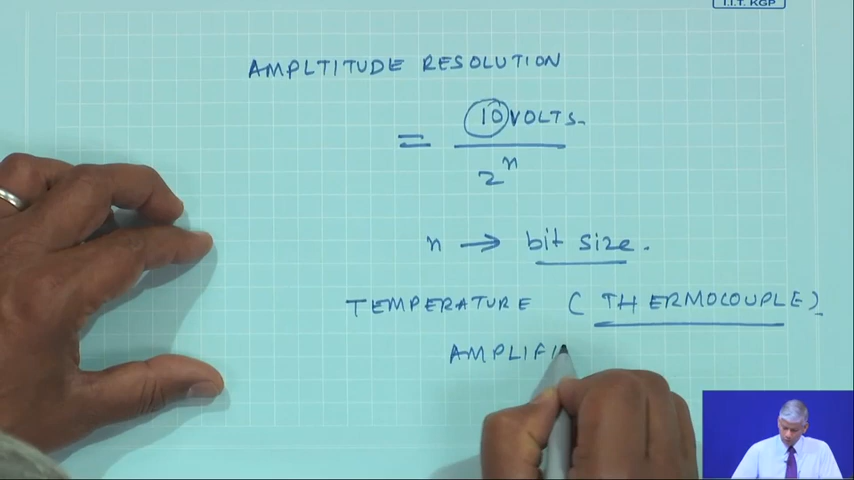 I.I.T. KGP
AMPLTITUDE RESOLUTION
= 10 VOLTS.
2^n
n → bit size.
TEMPERATURE ( THERMOCOUPLE ).
AMPLIFI